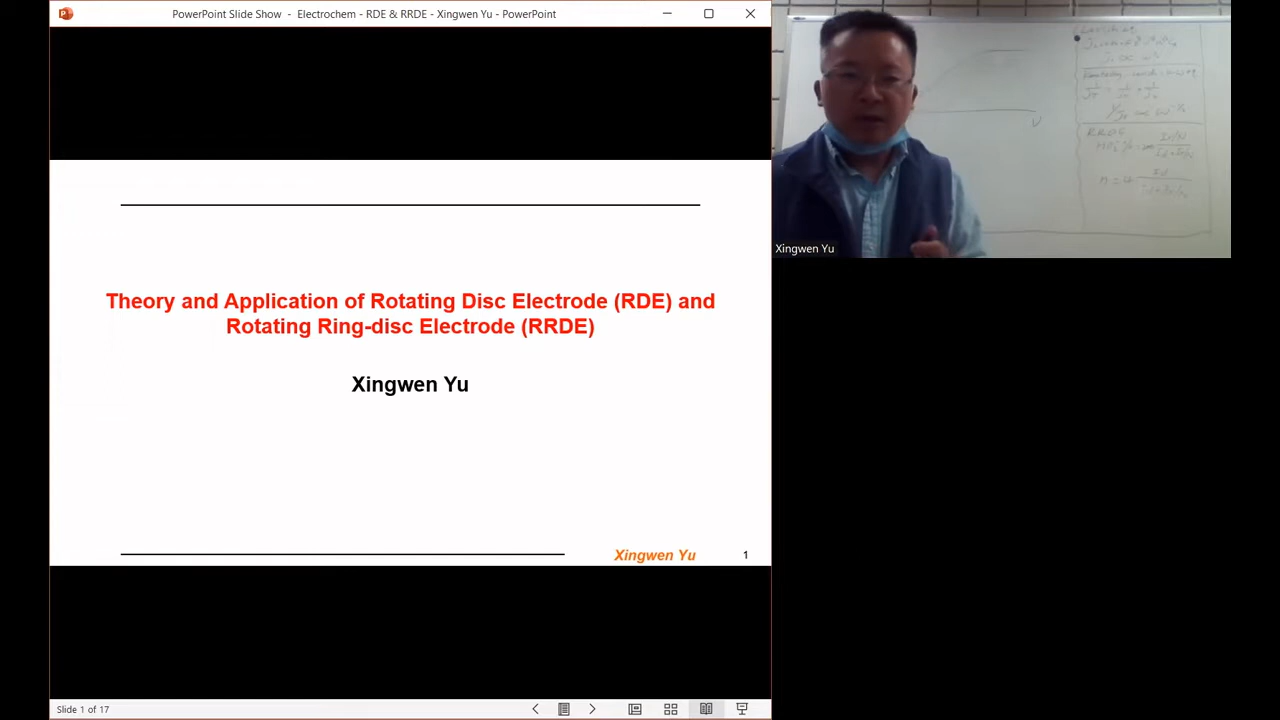 PowerPoint Slide Show - Electrochem - RDE & RRDE - Xingwen Yu - PowerPoint
Theory and Application of Rotating Disc Electrode (RDE) and
Rotating Ring-disc Electrode (RRDE)
Xingwen Yu
Xingwen Yu 1
Slide 1 of 17
Xingwen Yu